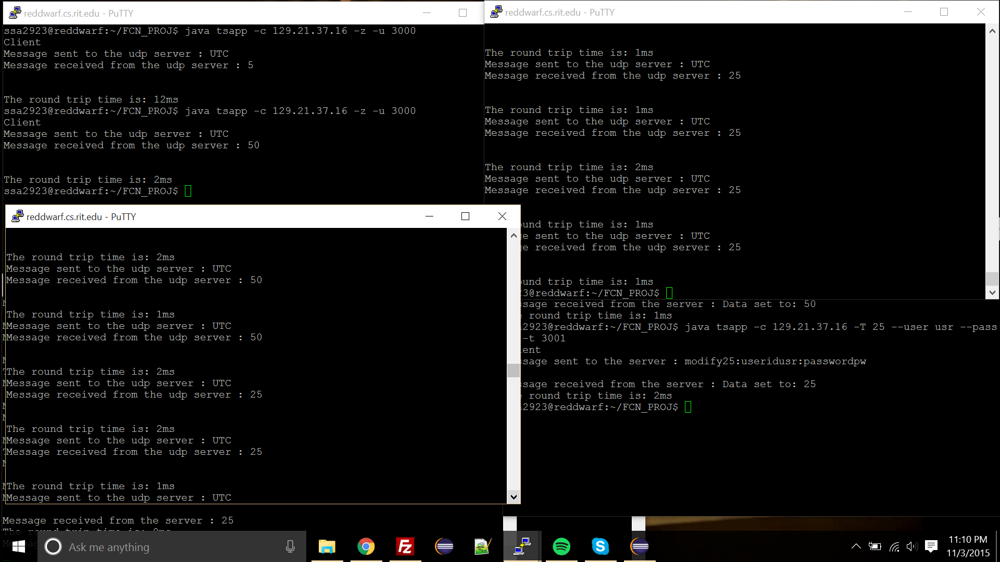 reddwarf.cs.rit.edu - PuTTY
ssa2923@reddwarf:~/FCN_PROJ$ java tsapp -c 129.21.37.16 -z -u 3000
Client
Message sent to the udp server : UTC
Message received from the udp server : 5
The round trip time is: 12ms
ssa2923@reddwarf:~/FCN_PROJ$ java tsapp -c 129.21.37.16 -z -u 3000
Client
Message sent to the udp server : UTC
Message received from the udp server : 50
The round trip time is: 2ms
ssa2923@reddwarf:~/FCN_PROJ$
reddwarf.cs.rit.edu - PuTTY
The round trip time is: 1ms
Message sent to the udp server : UTC
Message received from the udp server : 25
The round trip time is: 1ms
Message sent to the udp server : UTC
Message received from the udp server : 25
The round trip time is: 2ms
Message sent to the udp server : UTC
Message received from the udp server : 25
ound trip time is: 1ms
ge sent to the udp server : UTC
ge received from the udp server : 25
ound trip time is: 1ms
23@reddwarf:~/FCN_PROJ$
reddwarf.cs.rit.edu - PuTTY
The round trip time is: 2ms
Message sent to the udp server : UTC
Message received from the udp server : 50
The round trip time is: 1ms
Message sent to the udp server : UTC
Message received from the udp server : 50
The round trip time is: 2ms
Message sent to the udp server : UTC
Message received from the udp server : 25
The round trip time is: 2ms
Message sent to the udp server : UTC
Message received from the udp server : 25
The round trip time is: 1ms
Message sent to the udp server : UTC
ssage received from the server : Data set to: 50
e round trip time is: 1ms
a2923@reddwarf:~/FCN_PROJ$ java tsapp -c 129.21.37.16 -T 25 --user usr --pass
-t 3001
ient
ssage sent to the server : modify25:useridusr:passwordpw
ssage received from the server : Data set to: 25
e round trip time is: 2ms
a2923@reddwarf:~/FCN_PROJ$
Message received from the server : 25
The round trip time is: 0ms
Ask me anything
11:10 PM
11/3/2015